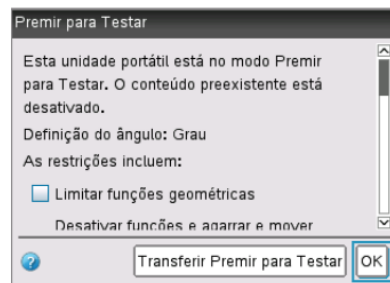 Premir para Testar
Esta unidade portátil está no modo Premir
para Testar. O conteúdo preexistente está
desativado.
Definição do ângulo: Grau
As restrições incluem:
Limitar funções geométricas
Desativar funções e agarrar e mover
?
Transferir Premir para Testar
OK